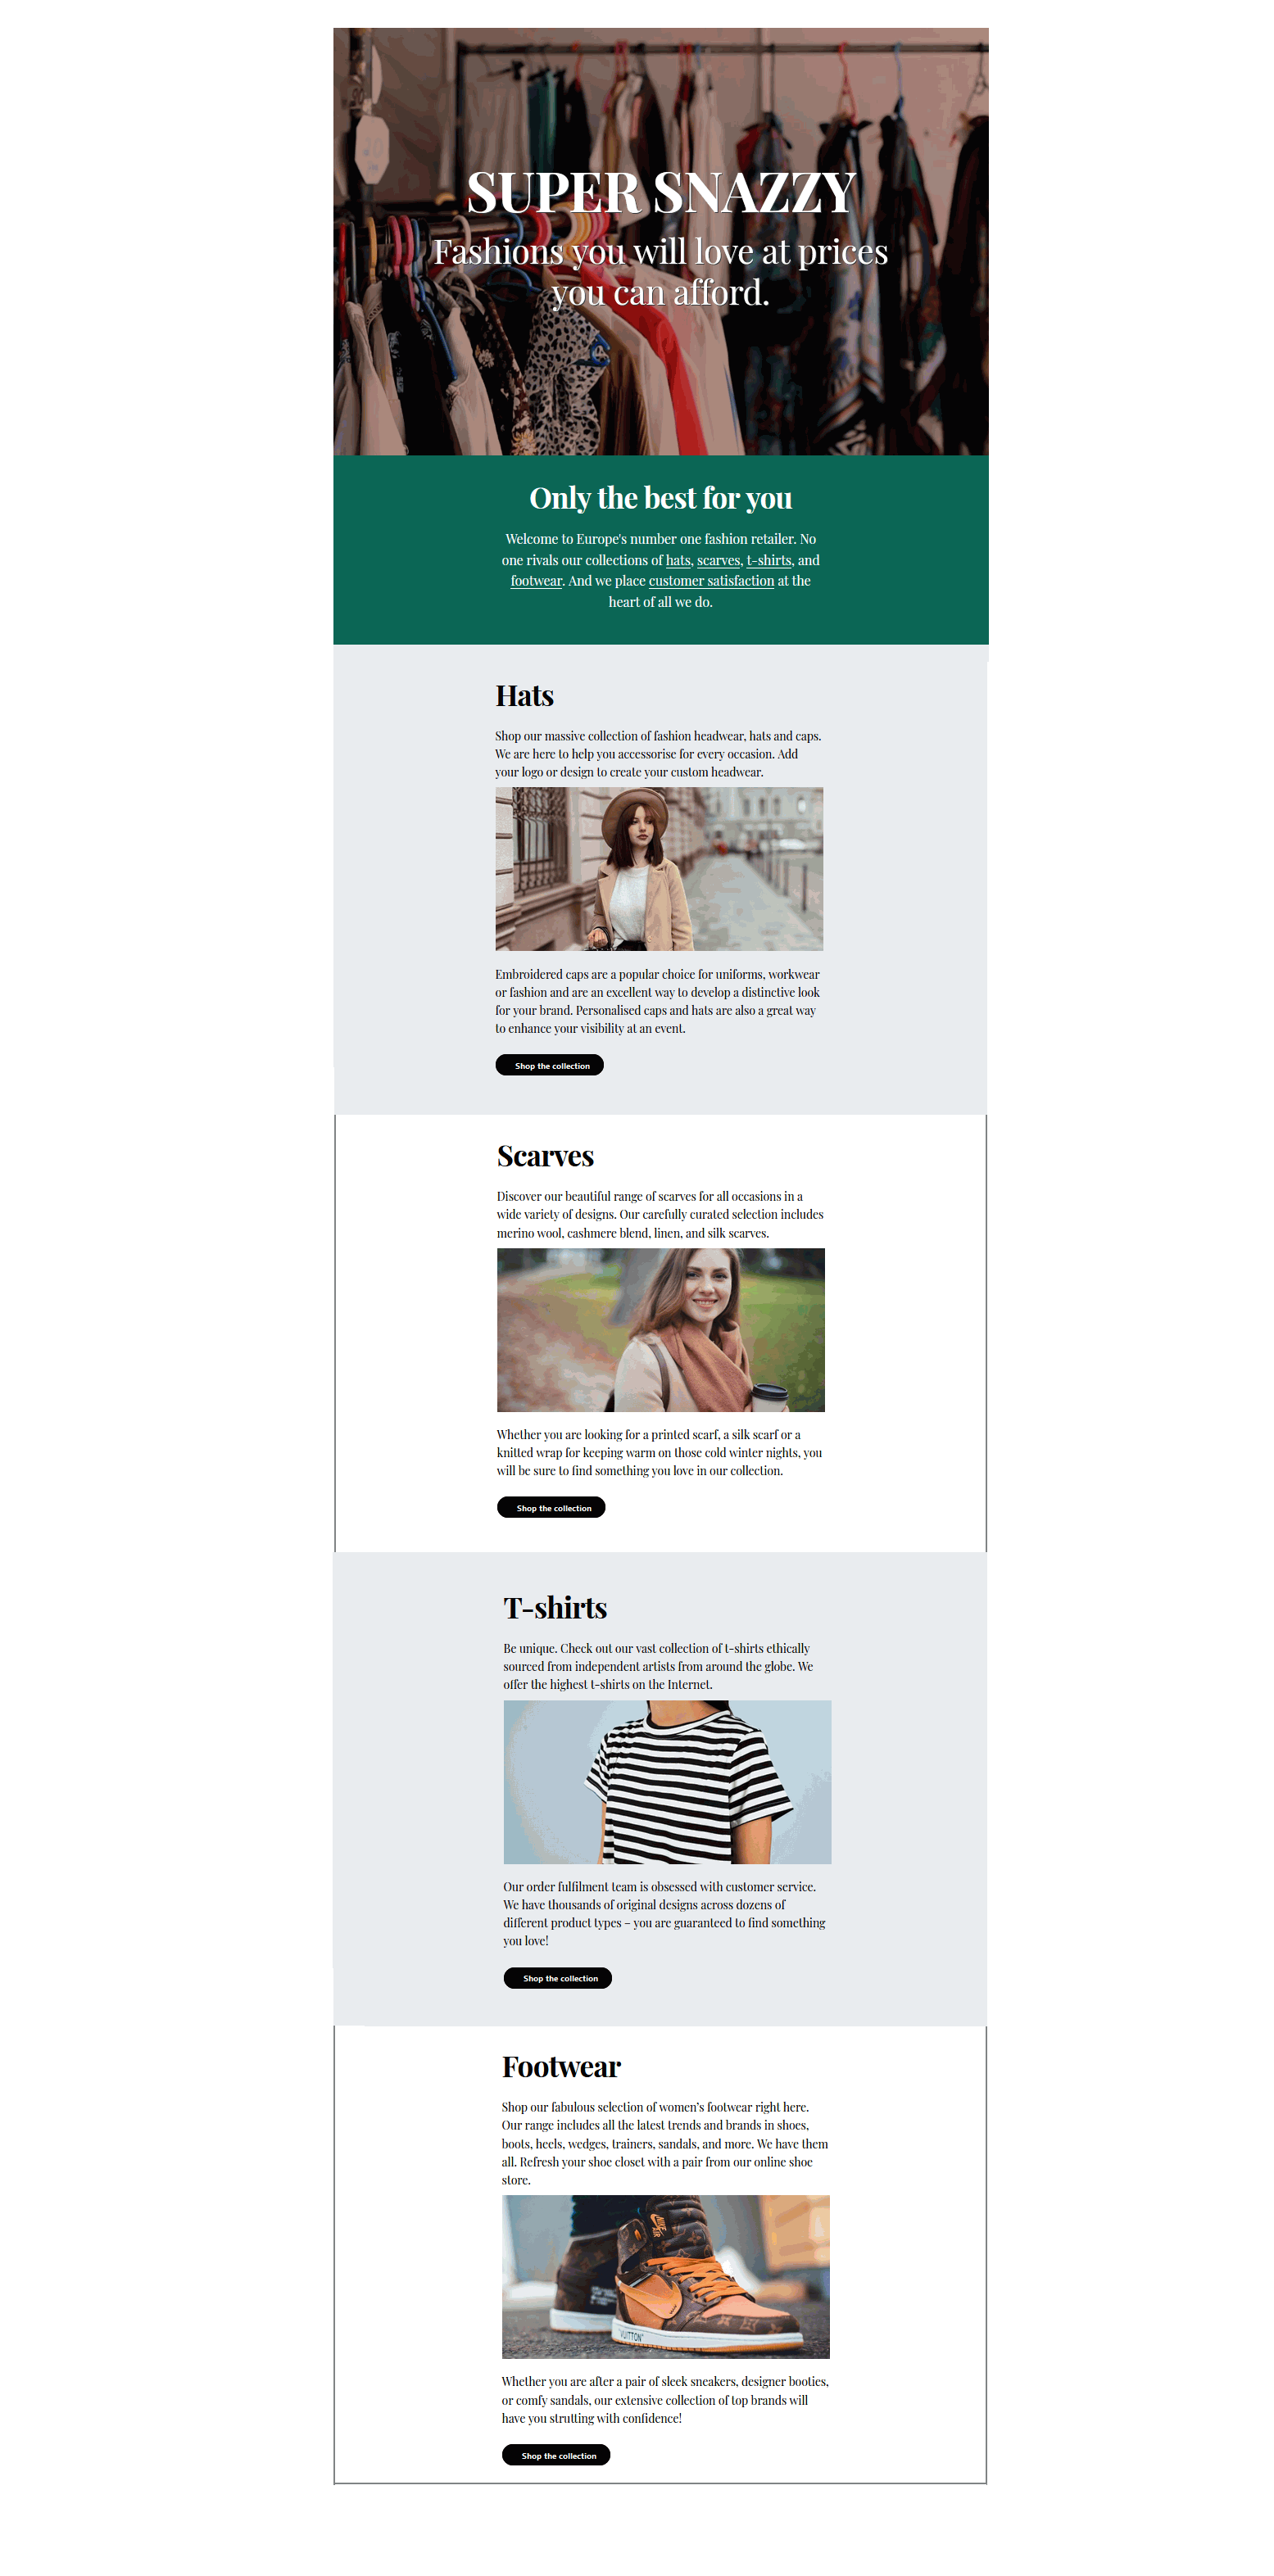 SUPER SNAZZY
Fashions you will love at prices
you can afford.
Only the best for you
Welcome to Europe's number one fashion retailer. No
one rivals our collections of hats, scarves, t-shirts, and
footwear. And we place customer satisfaction at the
heart of all we do.
Hats
Shop our massive collection of fashion headwear, hats and caps.
We are here to help you accessorise for every occasion. Add
your logo or design to create your custom headwear.
Embroidered caps are a popular choice for uniforms, workwear
or fashion and are an excellent way to develop a distinctive look
for your brand. Personalised caps and hats are also a great way
to enhance your visibility at an event.
Shop the collection
Scarves
Discover our beautiful range of scarves for all occasions in a
wide variety of designs. Our carefully curated selection includes
merino wool, cashmere blend, linen, and silk scarves.
Whether you are looking for a printed scarf, a silk scarf or a
knitted wrap for keeping warm on those cold winter nights, you
will be sure to find something you love in our collection.
Shop the collection
T-shirts
Be unique. Check out our vast collection of t-shirts ethically
sourced from independent artists from around the globe. We
offer the highest t-shirts on the Internet.
Our order fulfilment team is obsessed with customer service.
We have thousands of original designs across dozens of
different product types – you are guaranteed to find something
you love!
Shop the collection
Footwear
Shop our fabulous selection of women’s footwear right here.
Our range includes all the latest trends and brands in shoes,
boots, heels, wedges, trainers, sandals, and more. We have them
all. Refresh your shoe closet with a pair from our online shoe
store.
"VUITTON"
Whether you are after a pair of sleek sneakers, designer booties,
or comfy sandals, our extensive collection of top brands will
have you strutting with confidence!
Shop the collection